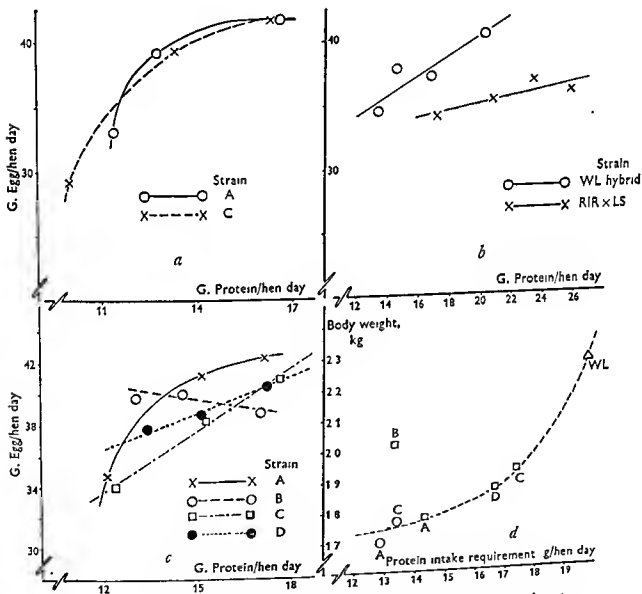 G. Egg/hen day
40
30
Strain
A
C
a
G. Protein/hen day
11
14
17
40
30
Strain
WL hybrid
RIR x LS
b
G. Protein/hen day
12
14
16
18
20
22
24
26
G. Egg/hen day
42
38
34
30
Strain
A
B
C
D
c
G. Protein/hen day
12
15
18
Body weight,
kg
2 3
2 2
2 1
2 0
1 9
1 8
1 7
WL
B
C
A
A
D
C
d
Protein intake requirement g/hen day
12
13
14
15
16
17
19